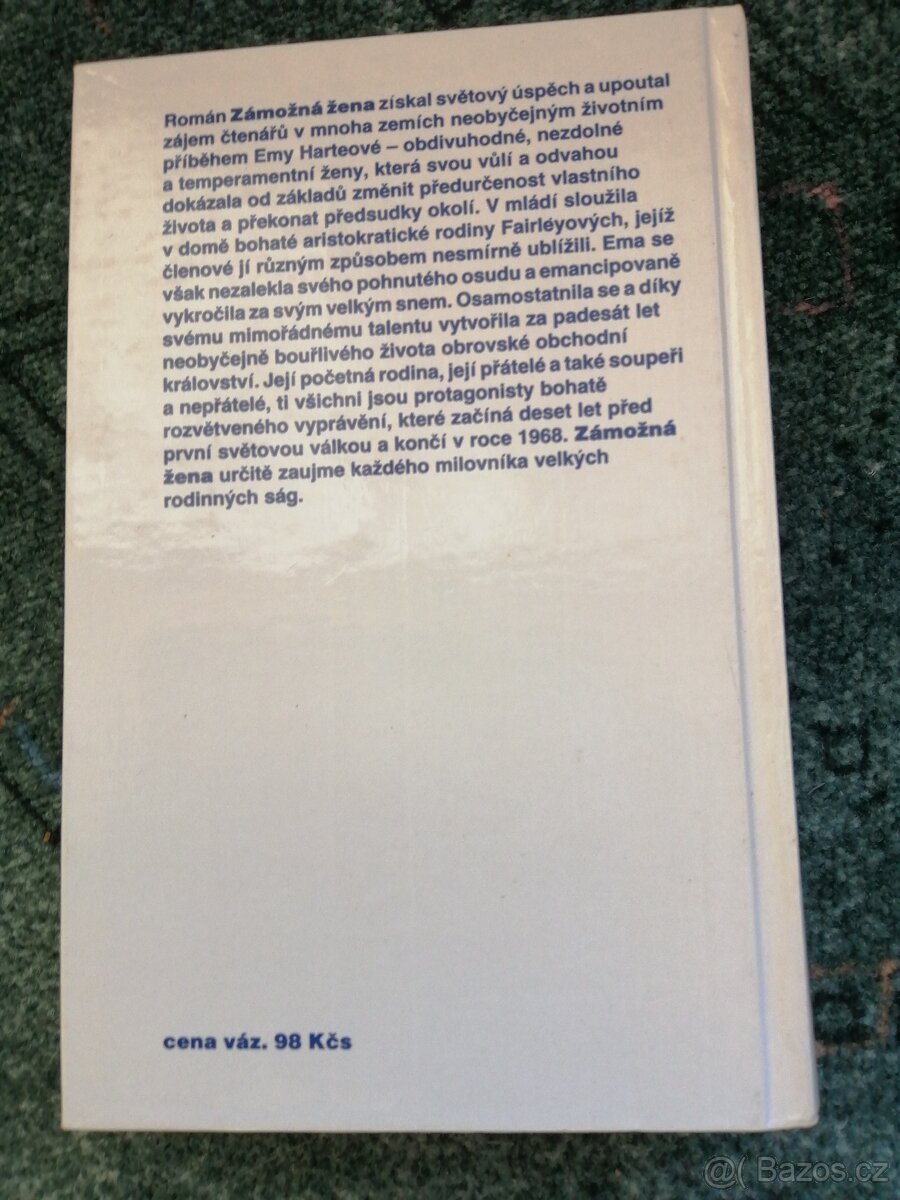 Román Zámožná žena získal světový úspěch a upoutal
zájem čtenářů v mnoha zemích neobyčejným životním
příběhem Emy Harteové – obdivuhodné, nezdolné
a temperamentní ženy, která svou vůlí a odvahou
dokázala od základů změnit předurčenost vlastního
života a překonat předsudky okolí. V mládí sloužila
v domě bohaté aristokratické rodiny Fairleyových, jejíž
členové jí různým způsobem nesmírně ublížili. Ema se
však nezalekla svého pohnutého osudu a emancipovaně
vykročila za svým velkým snem. Osamostatnila se a díky
svému mimořádnému talentu vytvořila za padesát let
neobyčejně bouřlivého života obrovské obchodní
království. Její početná rodina, její přátelé a také soupeři
a nepřátelé, ti všichni jsou protagonisty bohatě
rozvětveného vyprávění, které začíná deset let před
první světovou válkou a končí v roce 1968. Zámožná
žena určitě zaujme každého milovníka velkých
rodinných ság.
cena váz. 98 Kčs
@( Bazos.cz